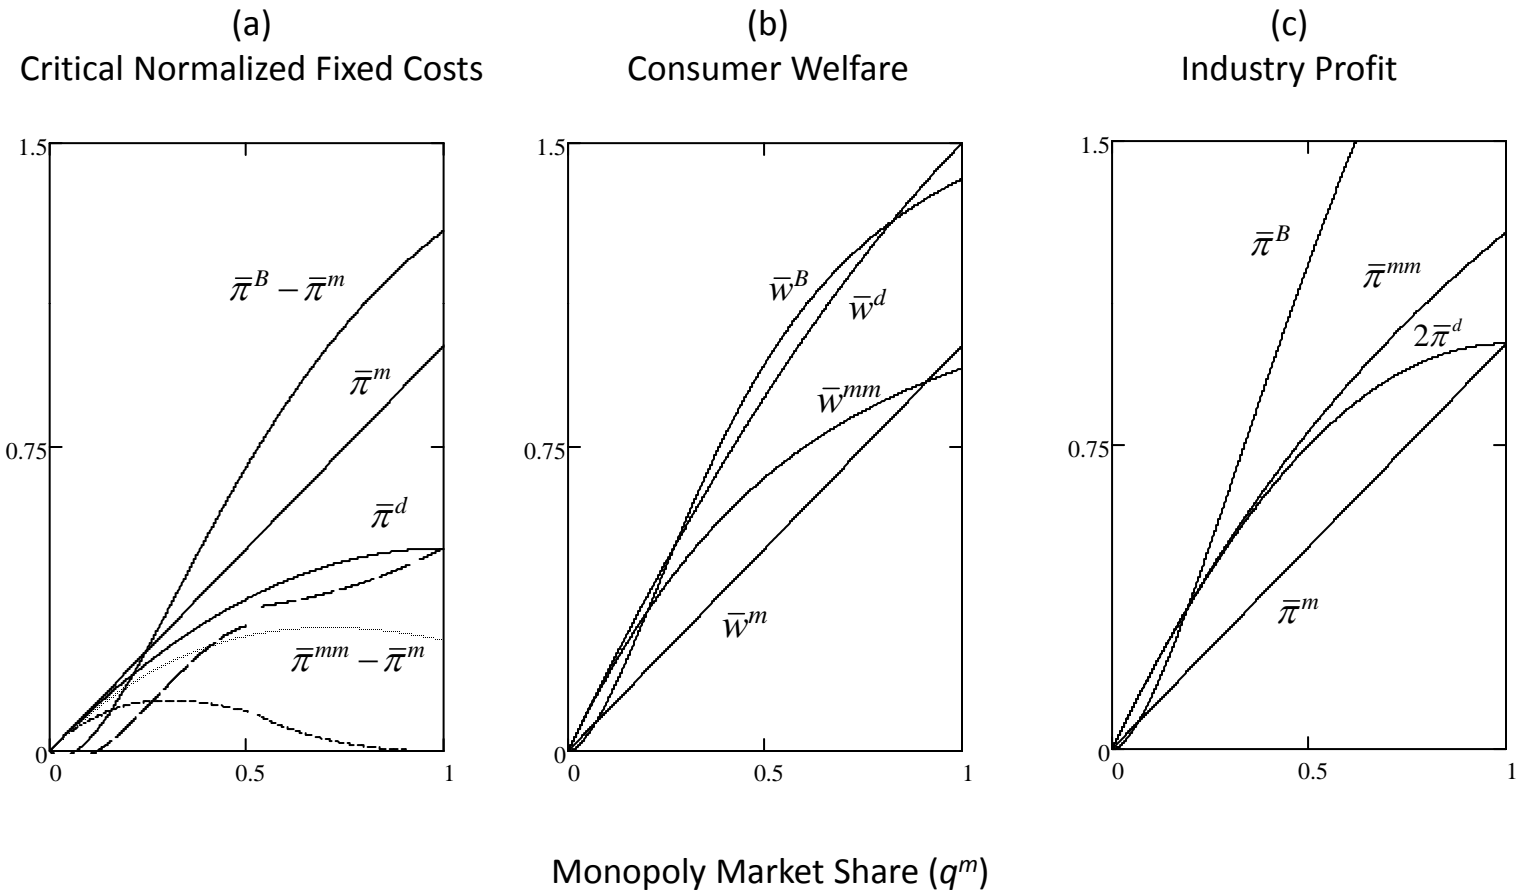 (a)
Critical Normalized Fixed Costs
1.5
π̅ᴮ − π̅ᵐ
π̅ᵐ
0.75
π̅ᵈ
π̅ᵐᵐ − π̅ᵐ
0
0
0.5
1
(b)
Consumer Welfare
1.5
w̅ᴮ
w̅ᵈ
w̅ᵐᵐ
0.75
w̅ᵐ
0
0
0.5
1
(c)
Industry Profit
1.5
π̅ᴮ
π̅ᵐᵐ
2π̅ᵈ
0.75
π̅ᵐ
0
0
0.5
1
Monopoly Market Share (qᵐ)